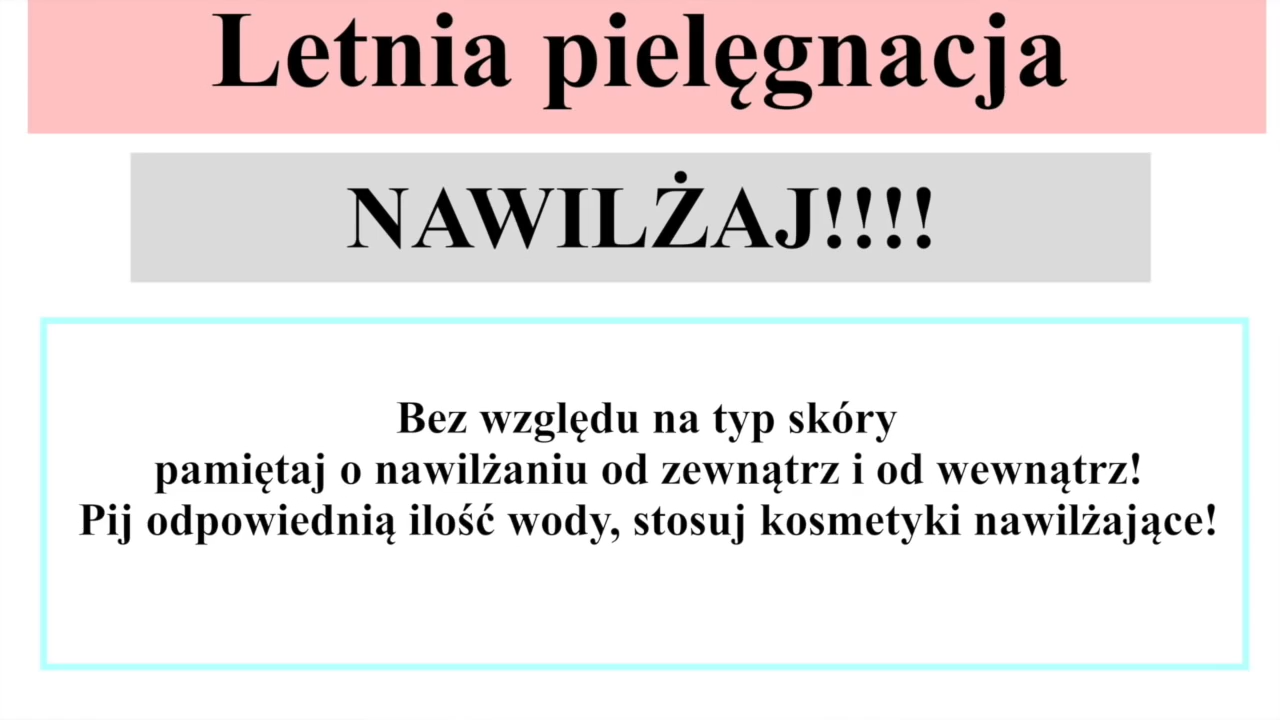 Letnia pielęgnacja
NAWILŻAJ!!!!
Bez względu na typ skóry
pamiętaj o nawilżaniu od zewnątrz i od wewnątrz!
Pij odpowiednią ilość wody, stosuj kosmetyki nawilżające!